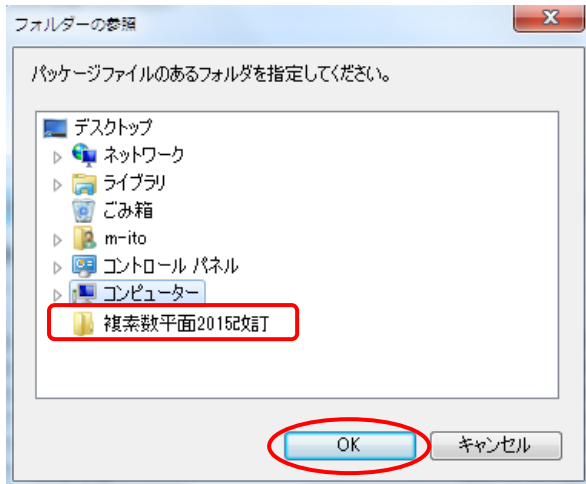 フォルダーの参照
パッケージファイルのあるフォルダを指定してください。
デスクトップ
ネットワーク
ライブラリ
ごみ箱
m-ito
コントロール パネル
コンピューター
複素数平面2015改訂
OK
キャンセル